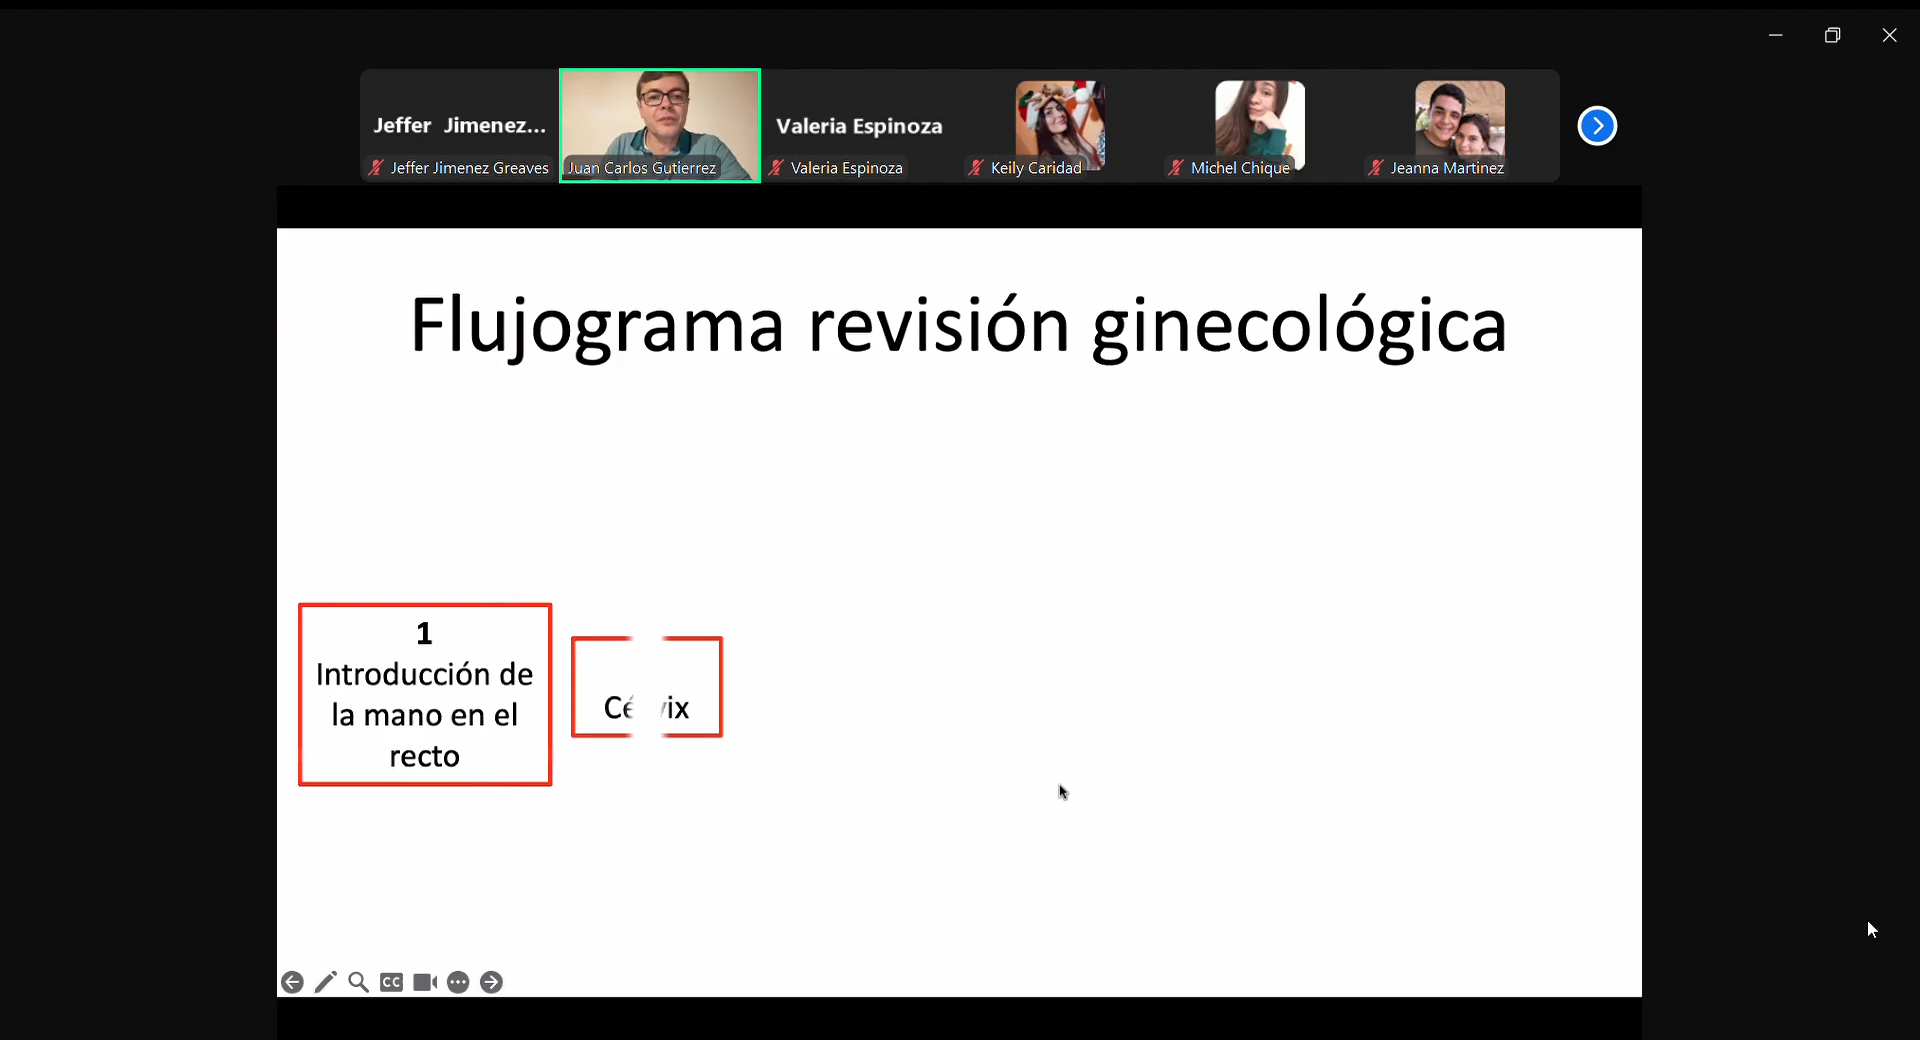 Jeffer Jimenez...
Valeria Espinoza
Jeffer Jimenez Greaves
Juan Carlos Gutierrez
Valeria Espinoza
Keily Caridad
Michel Chique
Jeanna Martinez
Flujograma revisión ginecológica
1
Introducción de
la mano en el
recto
CC